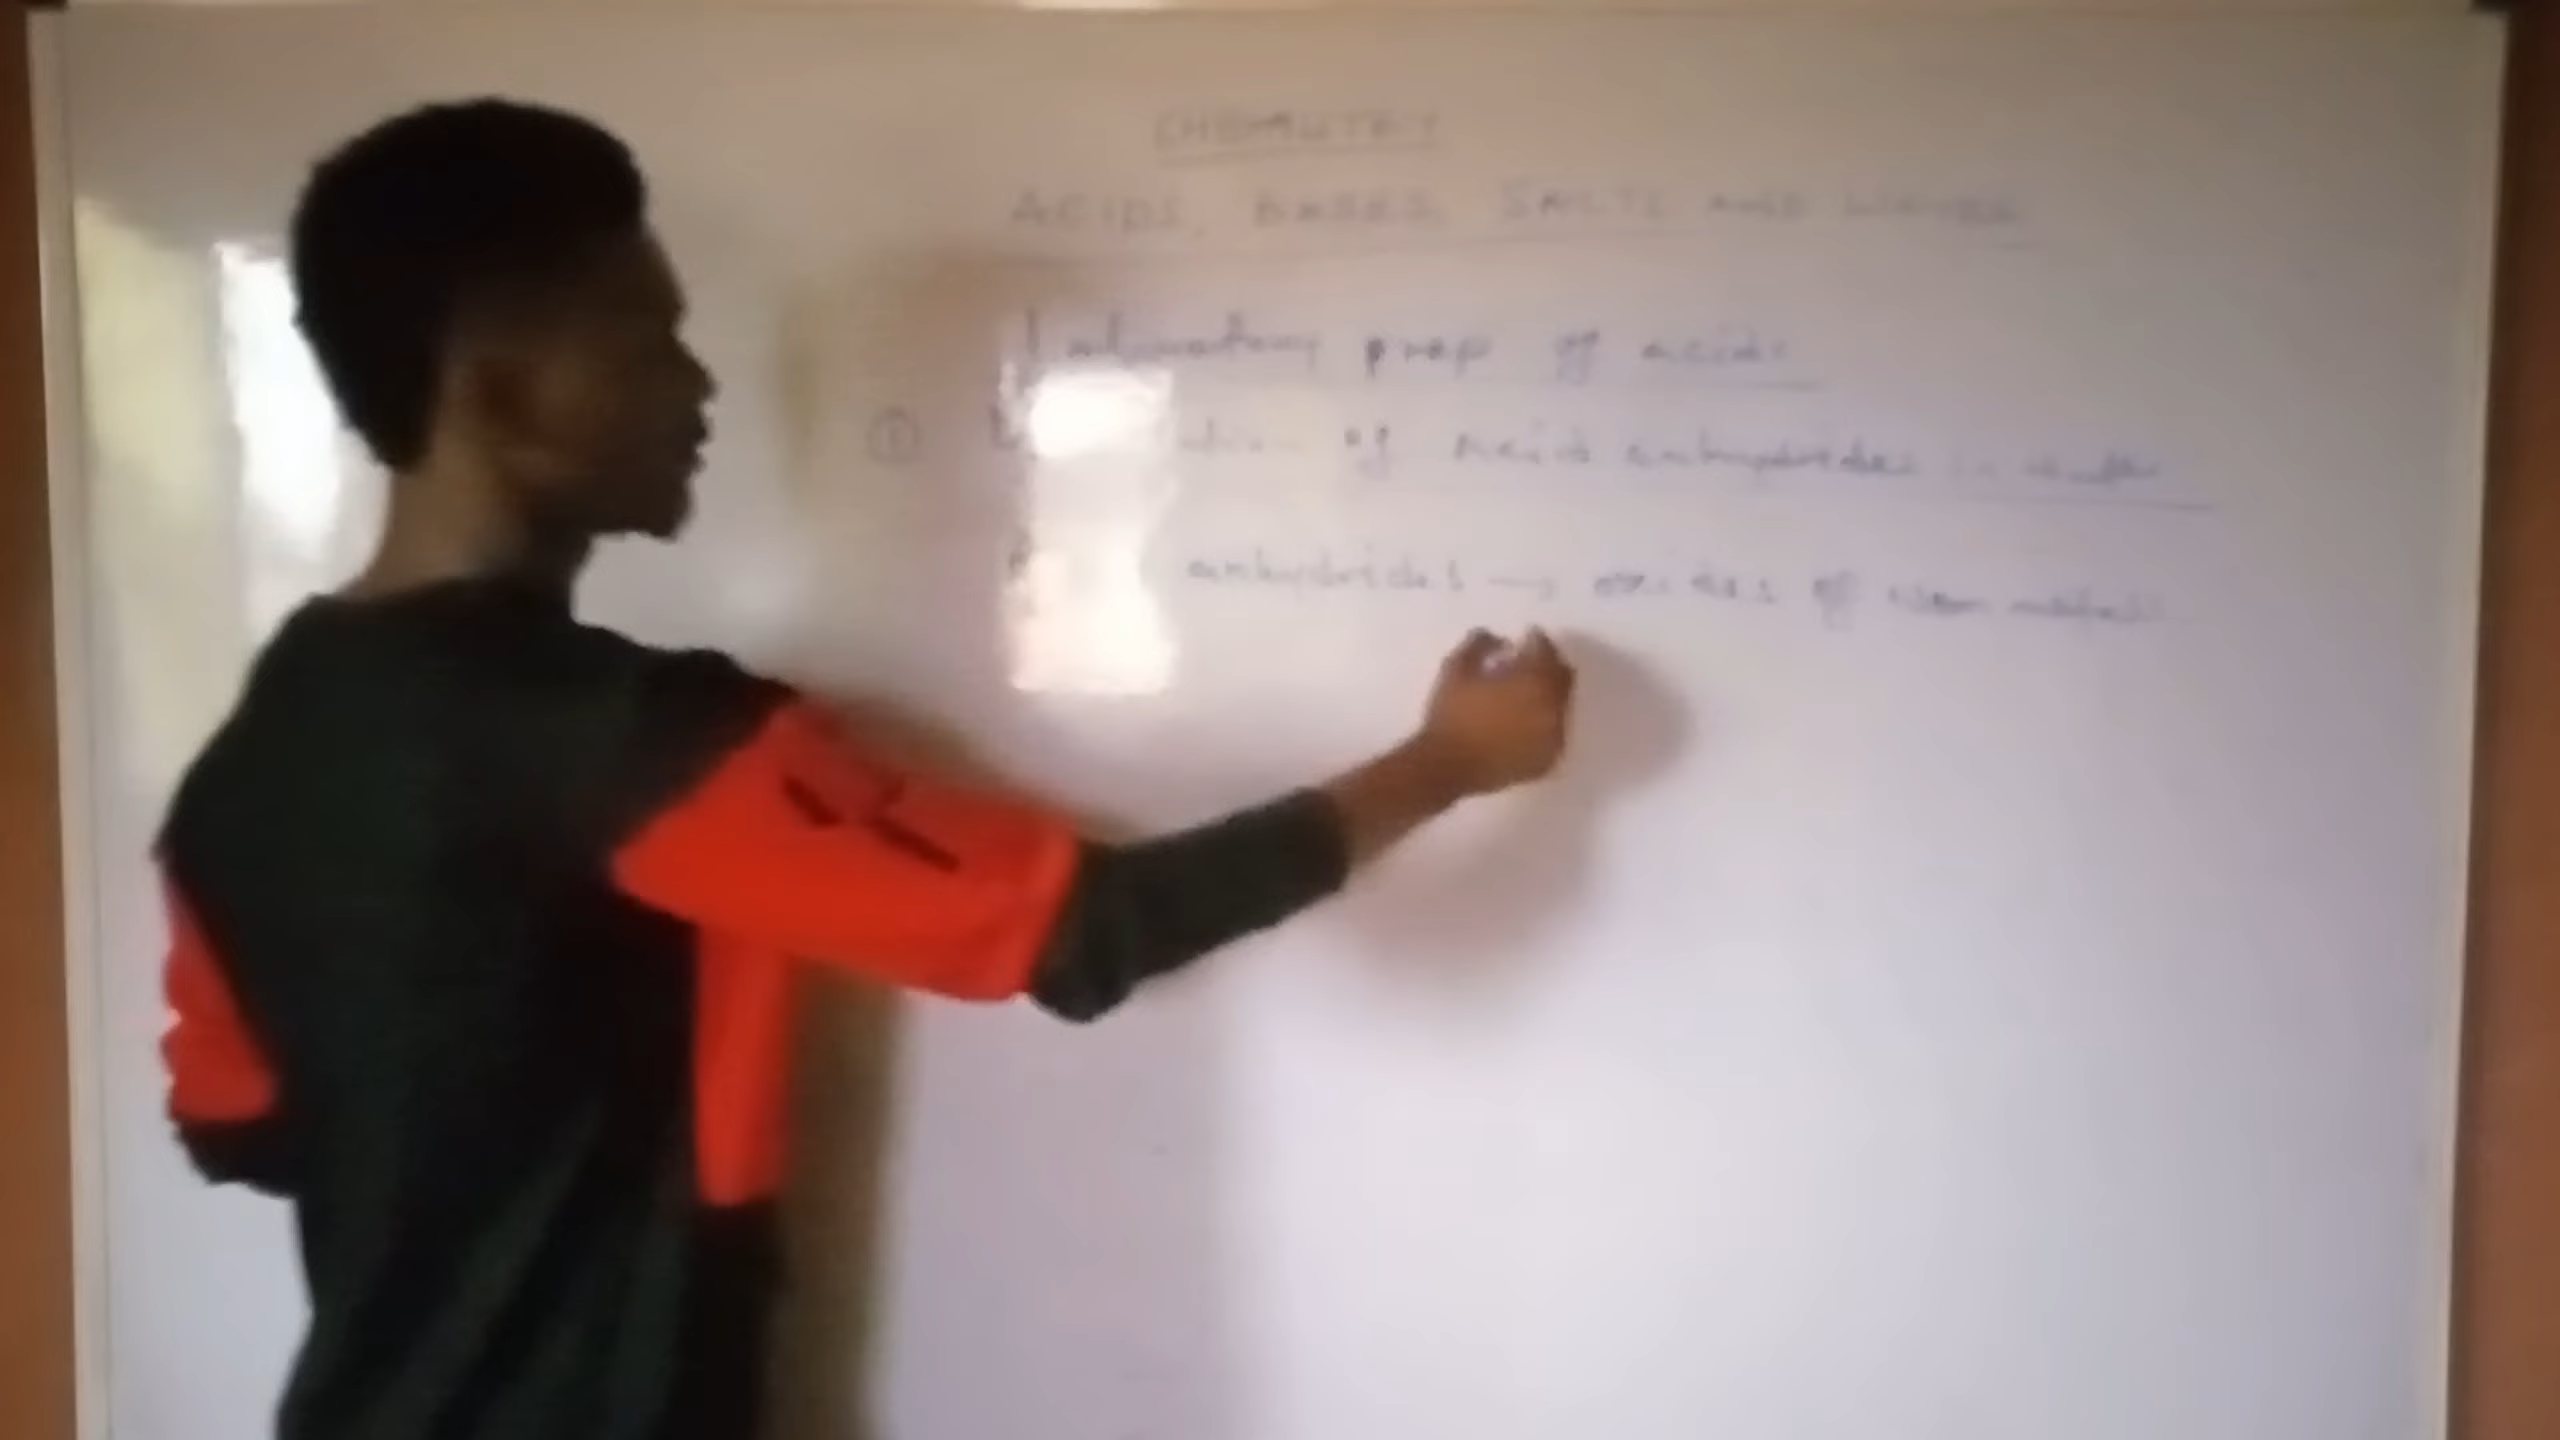 CHEMISTRY
ACIDS, BASES, SALTS AND
Laboratory prep of acids
① of Acid anhydrides in water
anhydrides → oxides of non metals